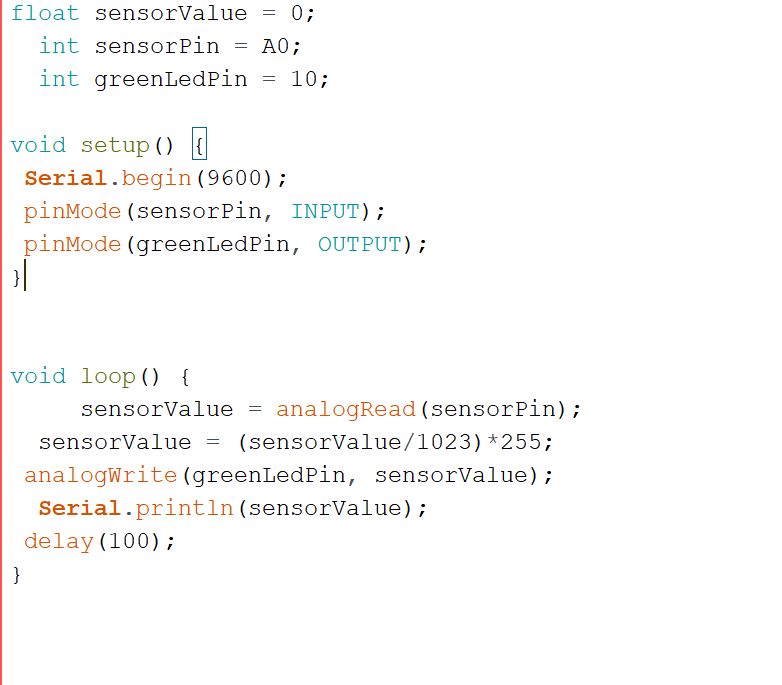 float sensorValue = 0;
int sensorPin = A0;
int greenLedPin = 10;
void setup() {
Serial.begin(9600);
pinMode(sensorPin, INPUT);
pinMode(greenLedPin, OUTPUT);
}
void loop() {
sensorValue = analogRead(sensorPin);
sensorValue = (sensorValue/1023)*255;
analogWrite(greenLedPin, sensorValue);
Serial.println(sensorValue);
delay(100);
}